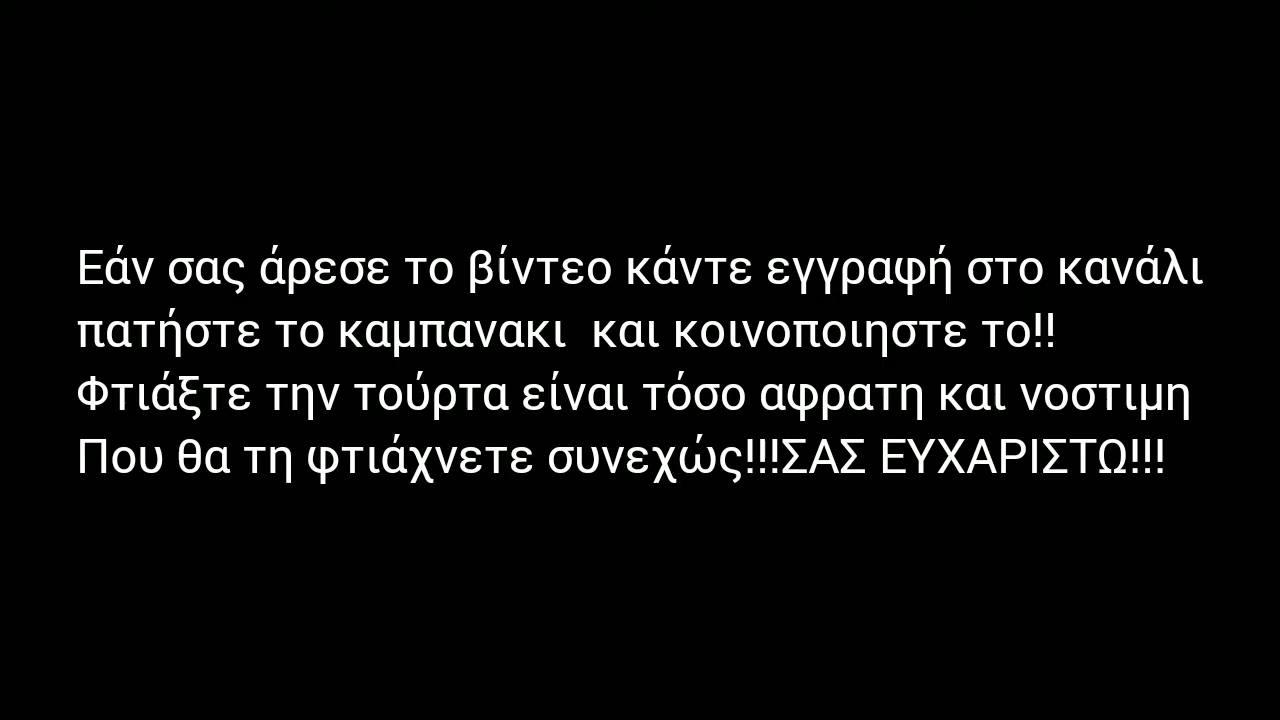 Εάν σας άρεσε το βίντεο κάντε εγγραφή στο κανάλι
πατήστε το καμπανακι  και κοινοποιηστε το!!
Φτιάξτε την τούρτα είναι τόσο αφρατη και νοστιμη
Που θα τη φτιάχνετε συνεχώς!!!ΣΑΣ ΕΥΧΑΡΙΣΤΩ!!!